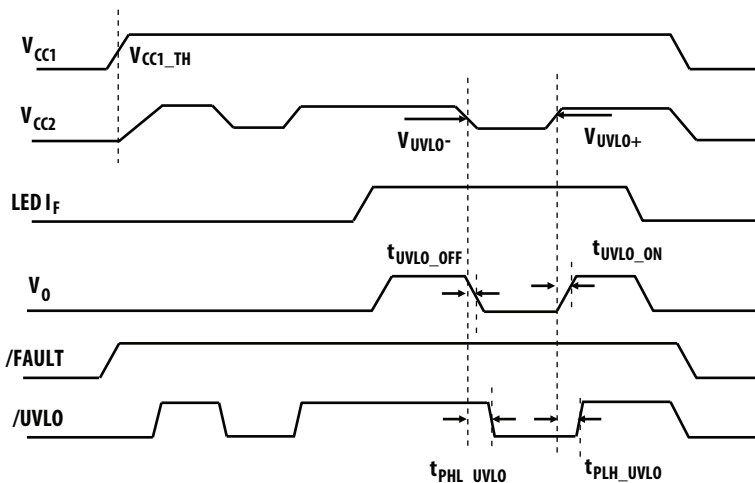 VCC1
VCC1_TH
VCC2
VUVLO-
VUVLO+
LED IF
tUVLO_OFF
tUVLO_ON
VO
/FAULT
/UVLO
tPHL_UVLO
tPLH_UVLO